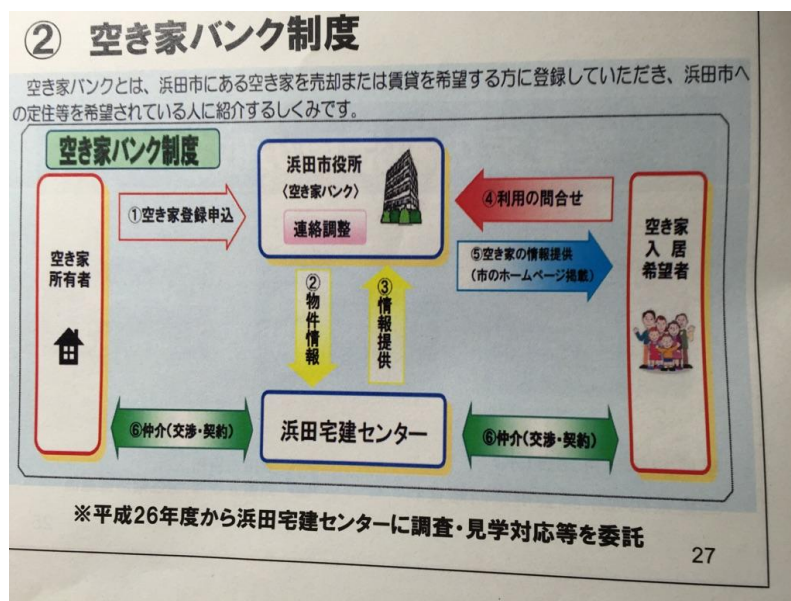 ② 空き家バンク制度
空き家バンクとは、浜田市にある空き家を売却または賃貸を希望する方に登録していただき、浜田市へ
の定住等を希望されている人に紹介するしくみです。
空き家バンク制度
浜田市役所
〈空き家バンク〉
連絡調整
①空き家登録申込
④利用の問合せ
空き家
所有者
空き家
入居
希望者
⑤空き家の情報提供
(市のホームページ掲載)
②物件情報
③情報提供
⑥仲介(交渉・契約)
浜田宅建センター
⑥仲介(交渉・契約)
※平成26年度から浜田宅建センターに調査・見学対応等を委託
27